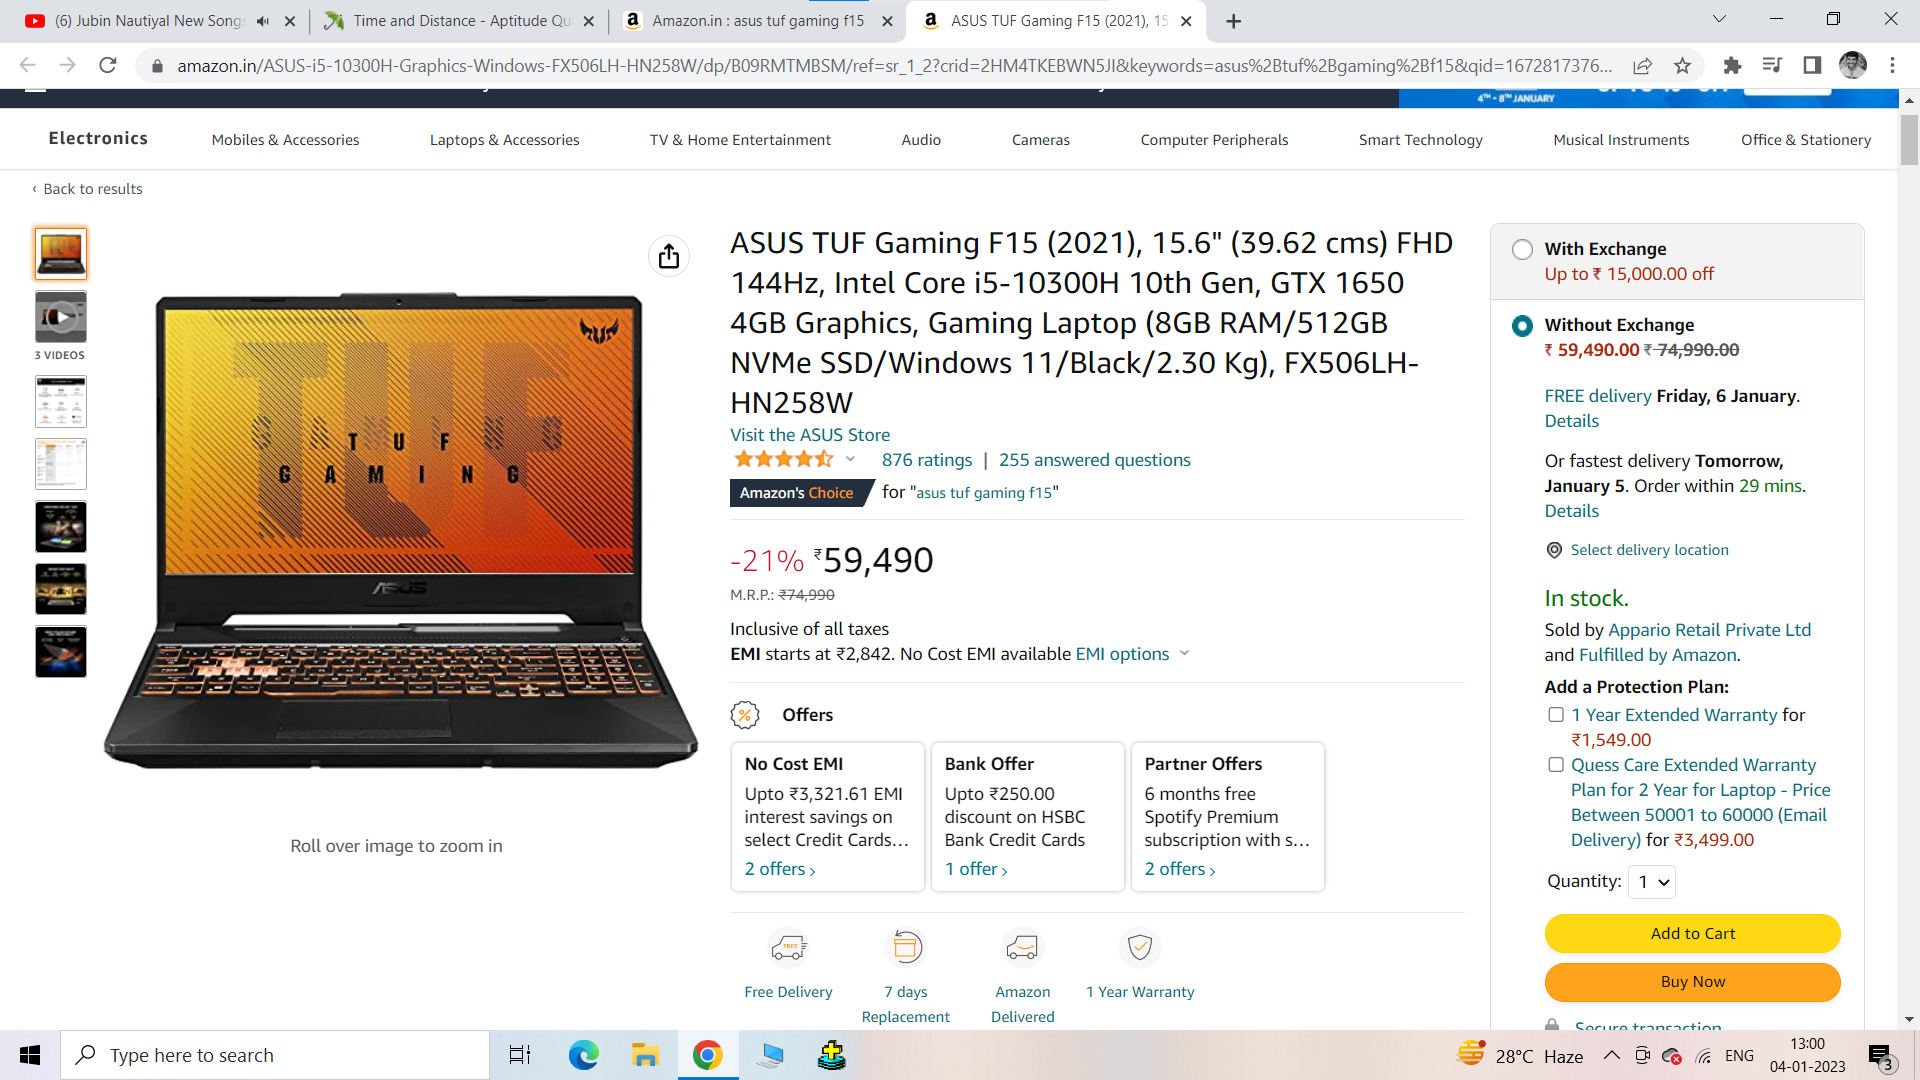 (6) Jubin Nautiyal New Songs
Time and Distance - Aptitude Qu
Amazon.in : asus tuf gaming f15
ASUS TUF Gaming F15 (2021), 15
amazon.in/ASUS-i5-10300H-Graphics-Windows-FX506LH-HN258W/dp/B09RMTMBSM/ref=sr_1_2?crid=2HM4TKEBWN5JI&keywords=asus%2Btuf%2Bgaming%2Bf15&qid=1672817376...
4TH - 8TH JANUARY
Electronics
Mobiles & Accessories
Laptops & Accessories
TV & Home Entertainment
Audio
Cameras
Computer Peripherals
Smart Technology
Musical Instruments
Office & Stationery
‹ Back to results
3 VIDEOS
TUF
TUF
GAMING
ASUS
Roll over image to zoom in
ASUS TUF Gaming F15 (2021), 15.6" (39.62 cms) FHD
144Hz, Intel Core i5-10300H 10th Gen, GTX 1650
4GB Graphics, Gaming Laptop (8GB RAM/512GB
NVMe SSD/Windows 11/Black/2.30 Kg), FX506LH-
HN258W
Visit the ASUS Store
876 ratings | 255 answered questions
Amazon's Choice for "asus tuf gaming f15"
-21% ₹59,490
M.R.P.: ₹74,990
Inclusive of all taxes
EMI starts at ₹2,842. No Cost EMI available EMI options
% Offers
No Cost EMI
Upto ₹3,321.61 EMI
interest savings on
select Credit Cards…
2 offers ›
Bank Offer
Upto ₹250.00
discount on HSBC
Bank Credit Cards
1 offer ›
Partner Offers
6 months free
Spotify Premium
subscription with s…
2 offers ›
FREE
Free Delivery
7 days
Replacement
Amazon
Delivered
1 Year Warranty
With Exchange
Up to ₹ 15,000.00 off
Without Exchange
₹ 59,490.00 ₹ 74,990.00
FREE delivery Friday, 6 January.
Details
Or fastest delivery Tomorrow,
January 5. Order within 29 mins.
Details
Select delivery location
In stock.
Sold by Appario Retail Private Ltd
and Fulfilled by Amazon.
Add a Protection Plan:
1 Year Extended Warranty for
₹1,549.00
Quess Care Extended Warranty
Plan for 2 Year for Laptop - Price
Between 50001 to 60000 (Email
Delivery) for ₹3,499.00
Quantity: 1
Add to Cart
Buy Now
Secure transaction
Type here to search
28°C Haze
ENG
13:00
04-01-2023
3